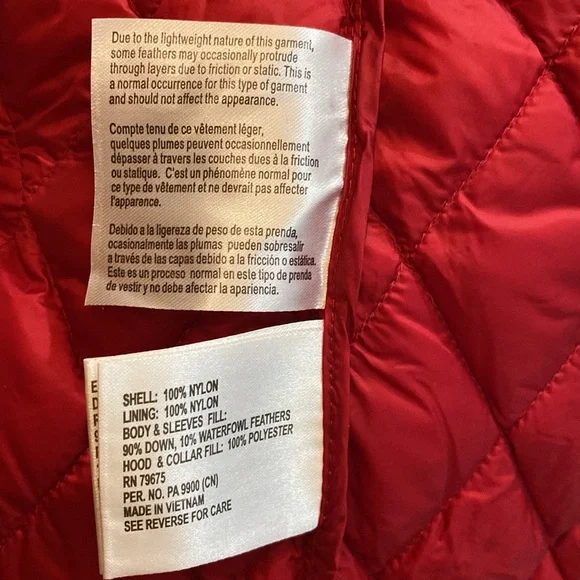 Due to the lightweight nature of this garment,
some feathers may occasionally protrude
through layers due to friction or static. This is
a normal occurrence for this type of garment
and should not affect the appearance.
Compte tenu de ce vêtement léger,
quelques plumes peuvent occasionnellement
dépasser à travers les couches dues à la friction
ou statique. C'est un phénomène normal pour
ce type de vêtement et ne devrait pas affecter
l'apparence.
Debido a la ligereza de peso de esta prenda,
ocasionalmente las plumas pueden sobresalir
a través de las capas debido a la fricción o estática.
Este es un proceso normal en este tipo de prenda
de vestir y no debe afectar la apariencia.
SHELL: 100% NYLON
LINING: 100% NYLON
BODY & SLEEVES FILL:
90% DOWN, 10% WATERFOWL FEATHERS
HOOD & COLLAR FILL: 100% POLYESTER
RN 79675
PER. NO. PA 9900 (CN)
MADE IN VIETNAM
SEE REVERSE FOR CARE